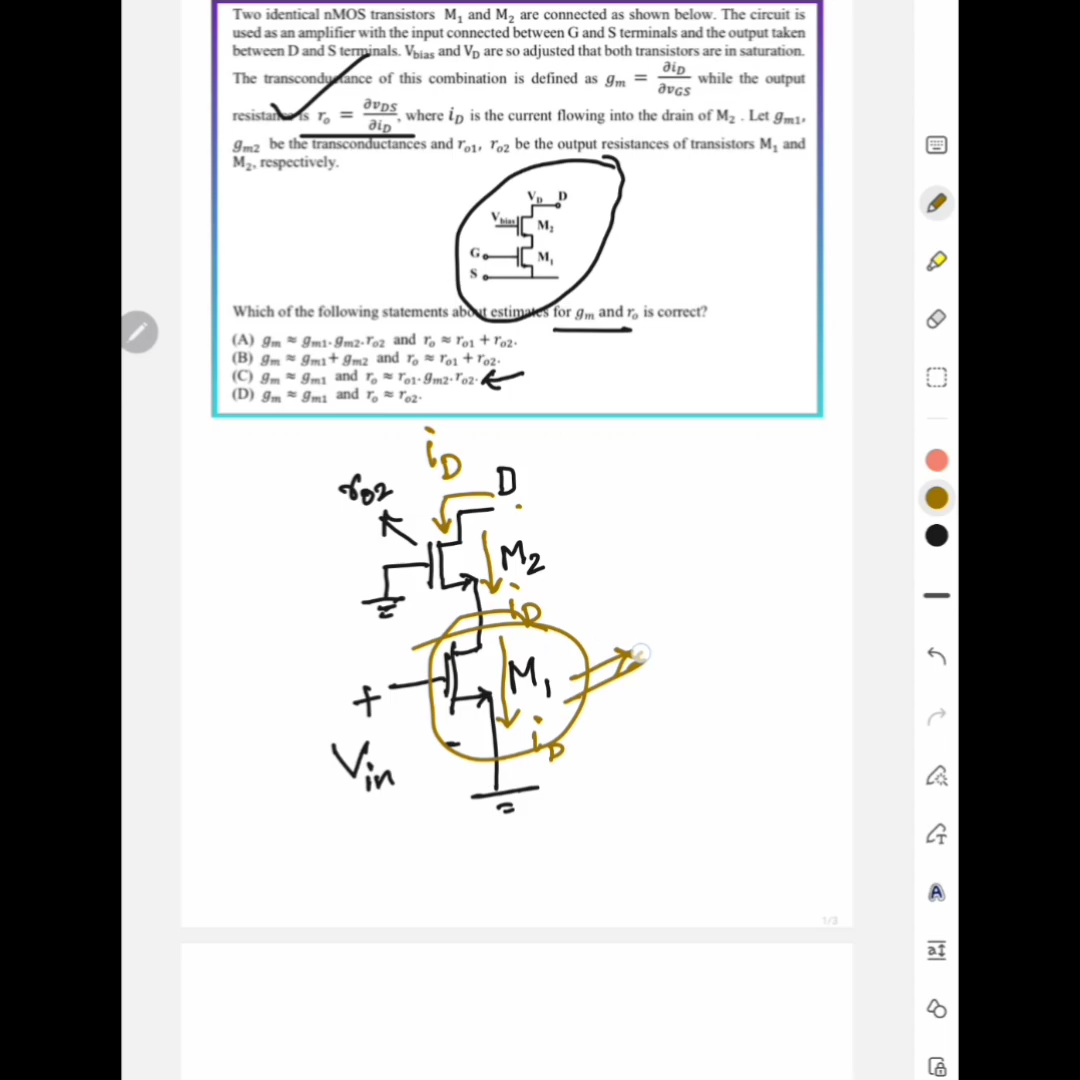 Two identical nMOS transistors M₁ and M₂ are connected as shown below. The circuit is
used as an amplifier with the input connected between G and S terminals and the output taken
between D and S terminals. Vbias and VD are so adjusted that both transistors are in saturation.
The transconductance of this combination is defined as gm = ∂iD/∂vGS while the output
resistance is ro = ∂vDS/∂iD, where iD is the current flowing into the drain of M₂ . Let gm1,
gm2 be the transconductances and ro1, ro2 be the output resistances of transistors M₁ and
M₂, respectively.
VD D
Vbias M₂
G M₁
S
Which of the following statements about estimates for gm and ro is correct?
(A) gm ≈ gm1·gm2·ro2 and ro ≈ ro1 + ro2.
(B) gm ≈ gm1 + gm2 and ro ≈ ro1 + ro2.
(C) gm ≈ gm1 and ro ≈ ro1·gm2·ro2.
(D) gm ≈ gm1 and ro ≈ ro2.
iD
ro2 D
M2
iD
+ M1
- iD
Vin
1/3
A